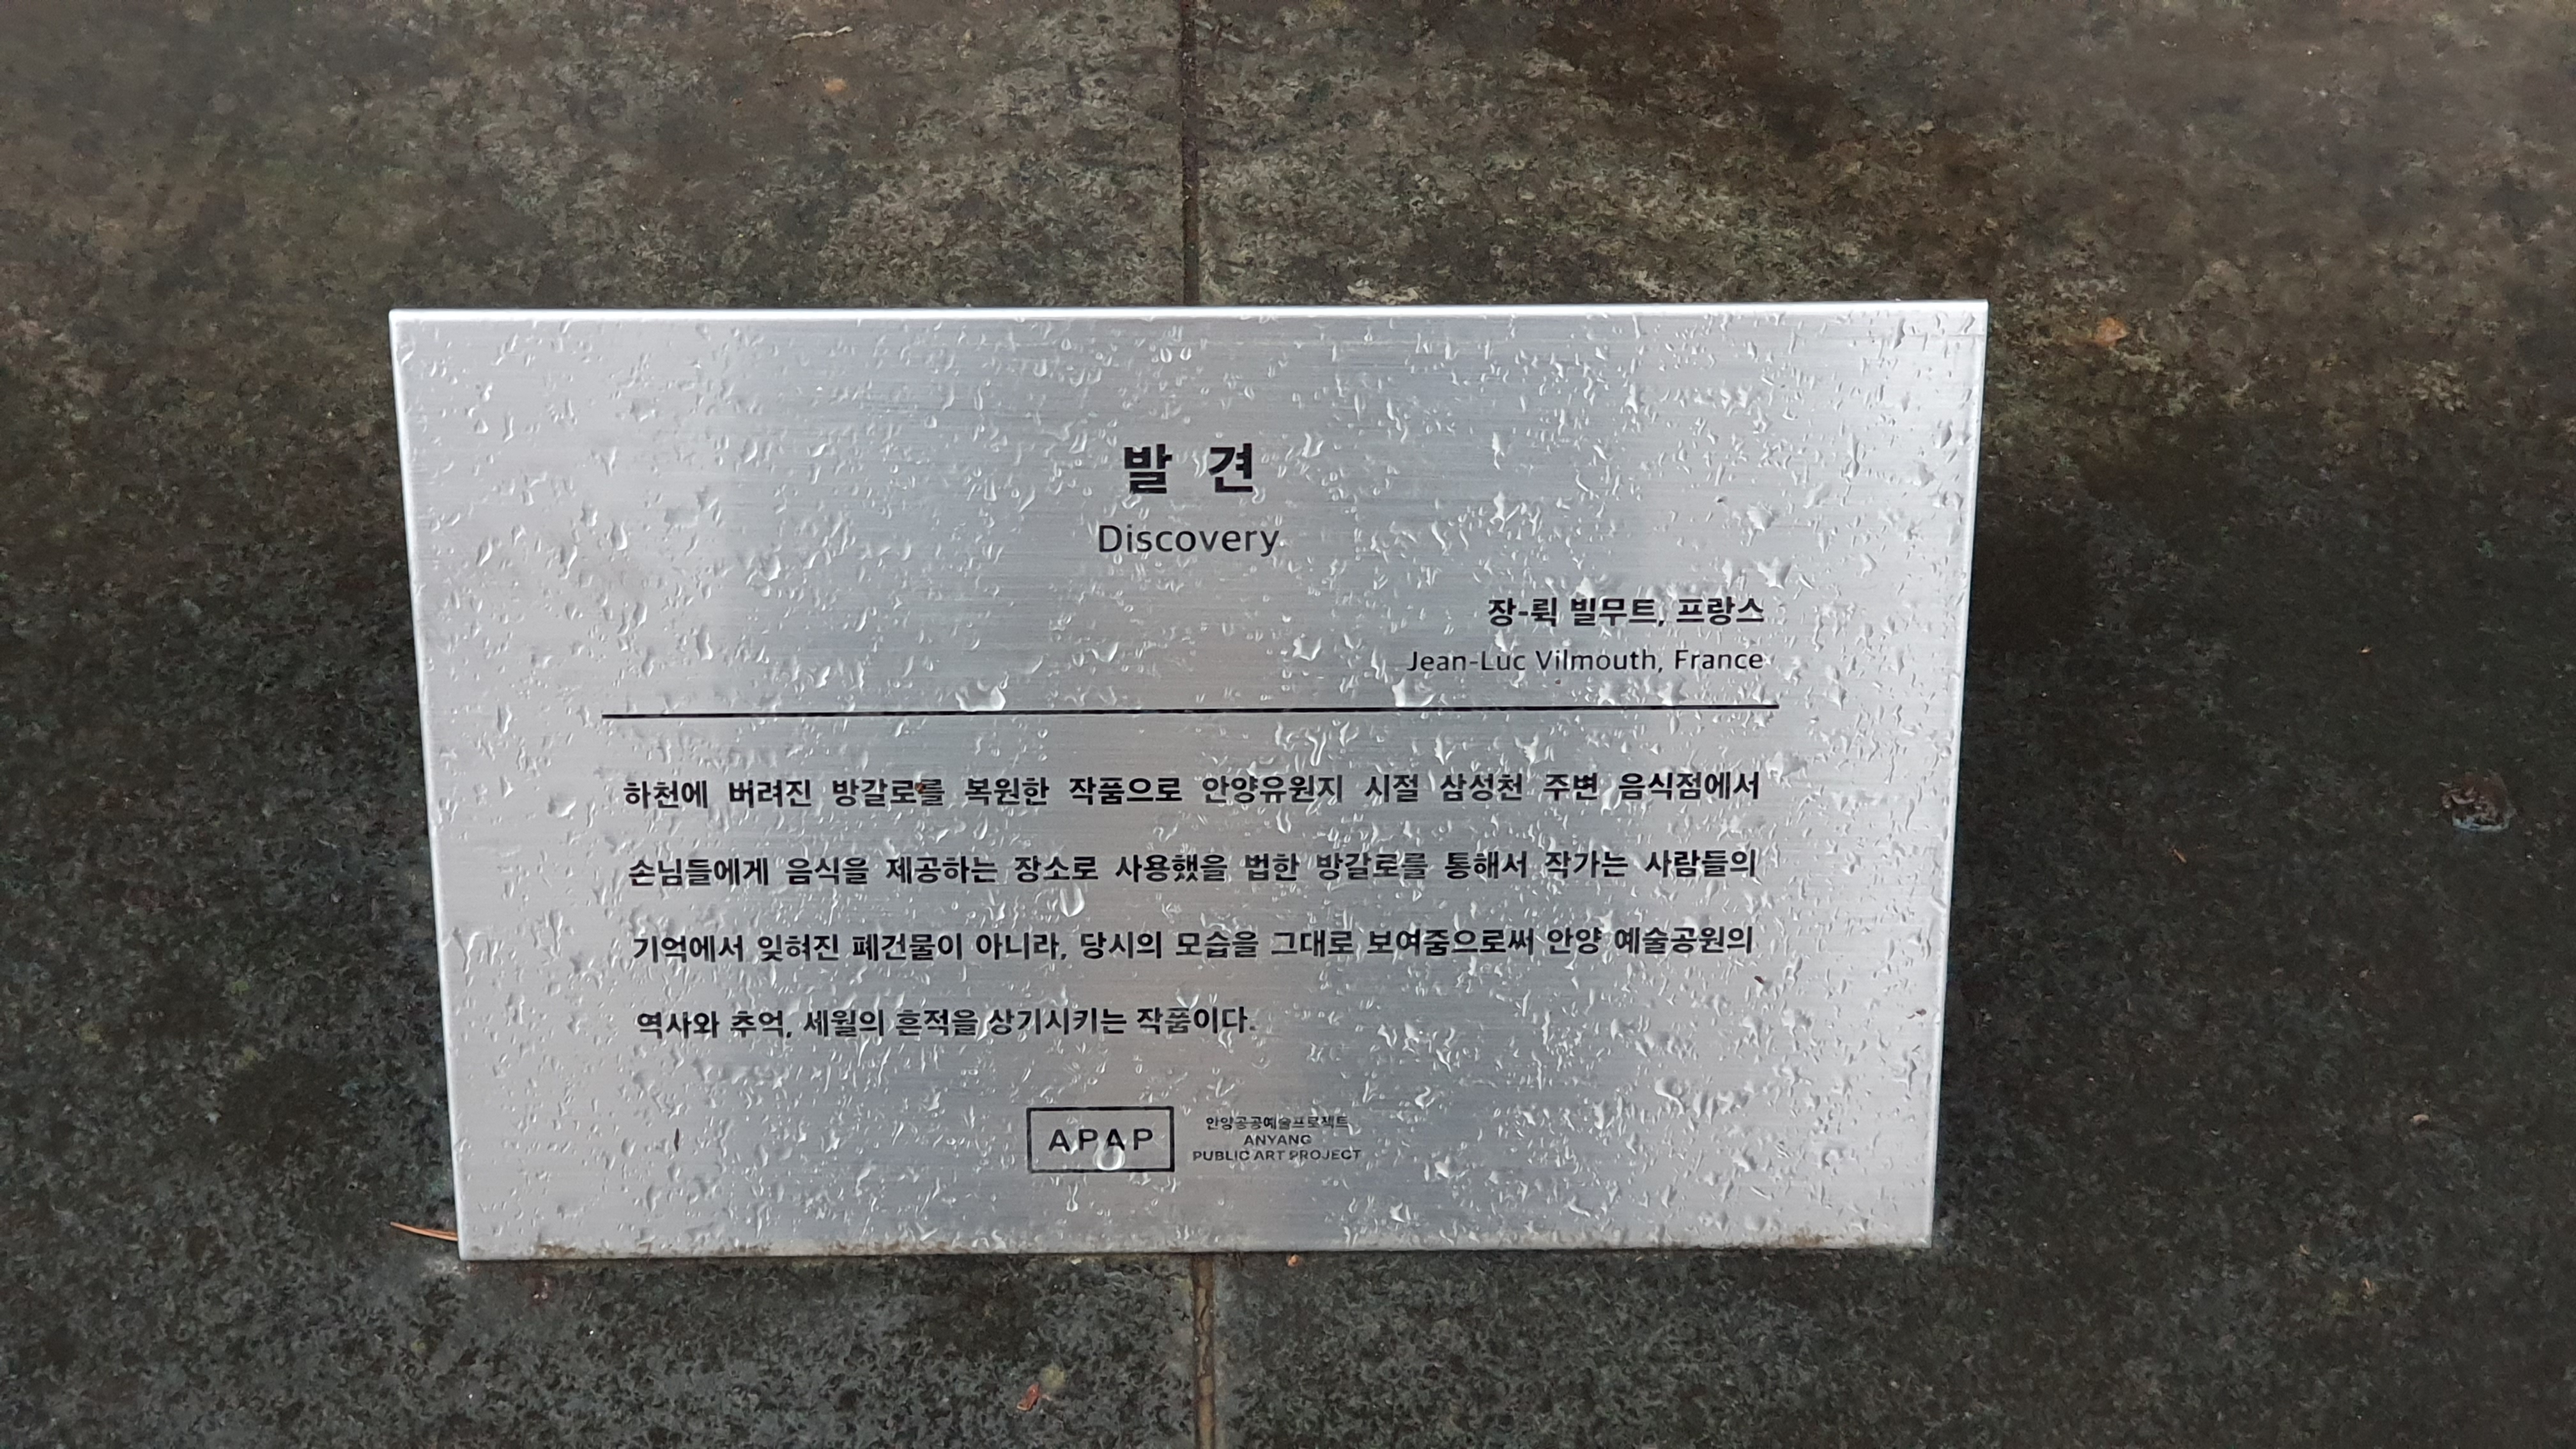 발 견
Discovery
장-뤽 빌무트, 프랑스
Jean-Luc Vilmouth, France
하천에 버려진 방갈로를 복원한 작품으로 안양유원지 시절 삼성천 주변 음식점에서
손님들에게 음식을 제공하는 장소로 사용했을 법한 방갈로를 통해서 작가는 사람들의
기억에서 잊혀진 폐건물이 아니라, 당시의 모습을 그대로 보여줌으로써 안양 예술공원의
역사와 추억, 세월의 흔적을 상기시키는 작품이다.
APAP
안양공공예술프로젝트
ANYANG
PUBLIC ART PROJECT